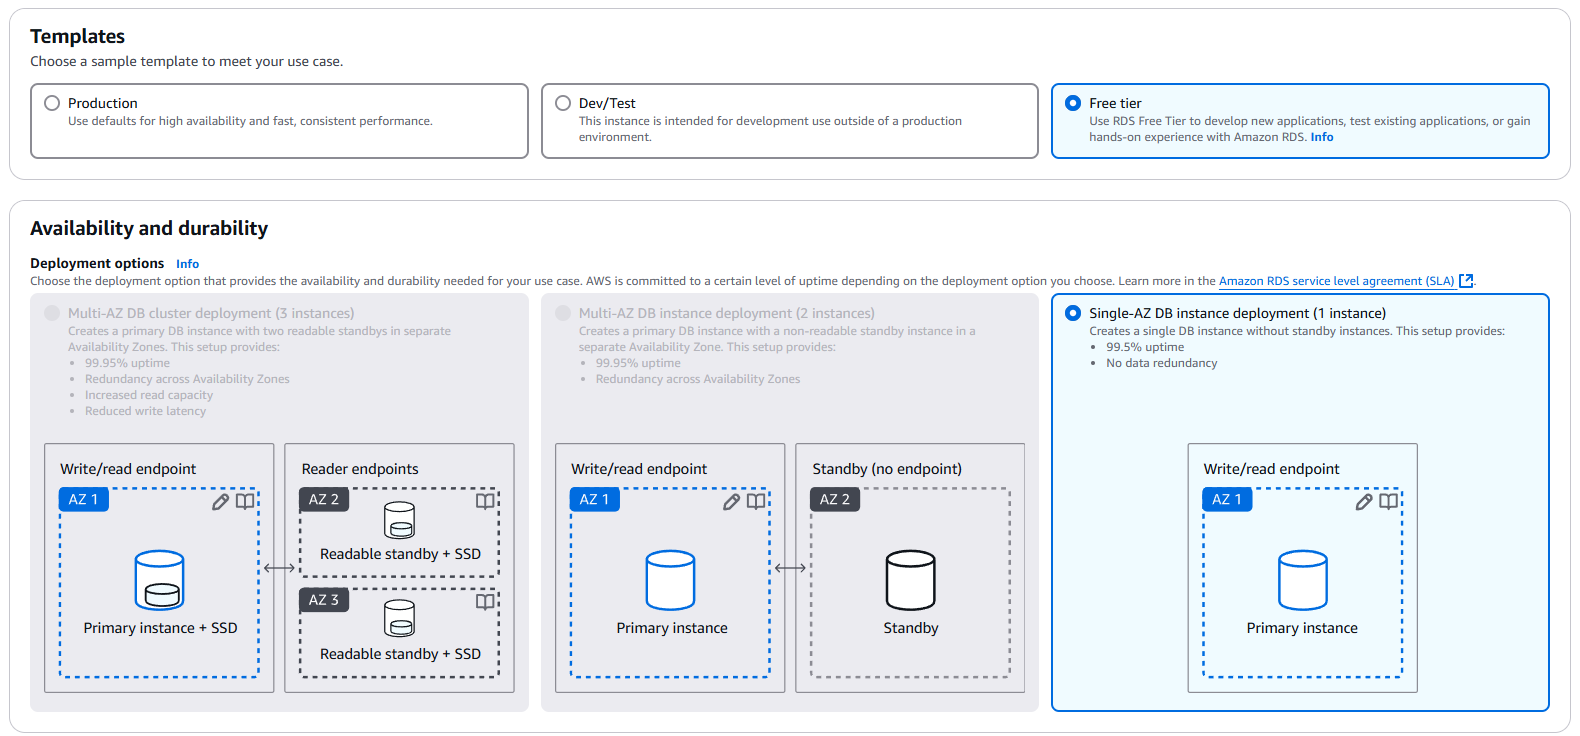 Templates
Choose a sample template to meet your use case.
Production
Use defaults for high availability and fast, consistent performance.
Dev/Test
This instance is intended for development use outside of a production
environment.
Free tier
Use RDS Free Tier to develop new applications, test existing applications, or gain
hands-on experience with Amazon RDS. Info
Availability and durability
Deployment options Info
Choose the deployment option that provides the availability and durability needed for your use case. AWS is committed to a certain level of uptime depending on the deployment option you choose. Learn more in the Amazon RDS service level agreement (SLA).
Multi-AZ DB cluster deployment (3 instances)
Creates a primary DB instance with two readable standbys in separate
Availability Zones. This setup provides:
• 99.95% uptime
• Redundancy across Availability Zones
• Increased read capacity
• Reduced write latency
Write/read endpoint
AZ 1
Primary instance + SSD
Reader endpoints
AZ 2
Readable standby + SSD
AZ 3
Readable standby + SSD
Multi-AZ DB instance deployment (2 instances)
Creates a primary DB instance with a non-readable standby instance in a
separate Availability Zone. This setup provides:
• 99.95% uptime
• Redundancy across Availability Zones
Write/read endpoint
AZ 1
Primary instance
Standby (no endpoint)
AZ 2
Standby
Single-AZ DB instance deployment (1 instance)
Creates a single DB instance without standby instances. This setup provides:
• 99.5% uptime
• No data redundancy
Write/read endpoint
AZ 1
Primary instance